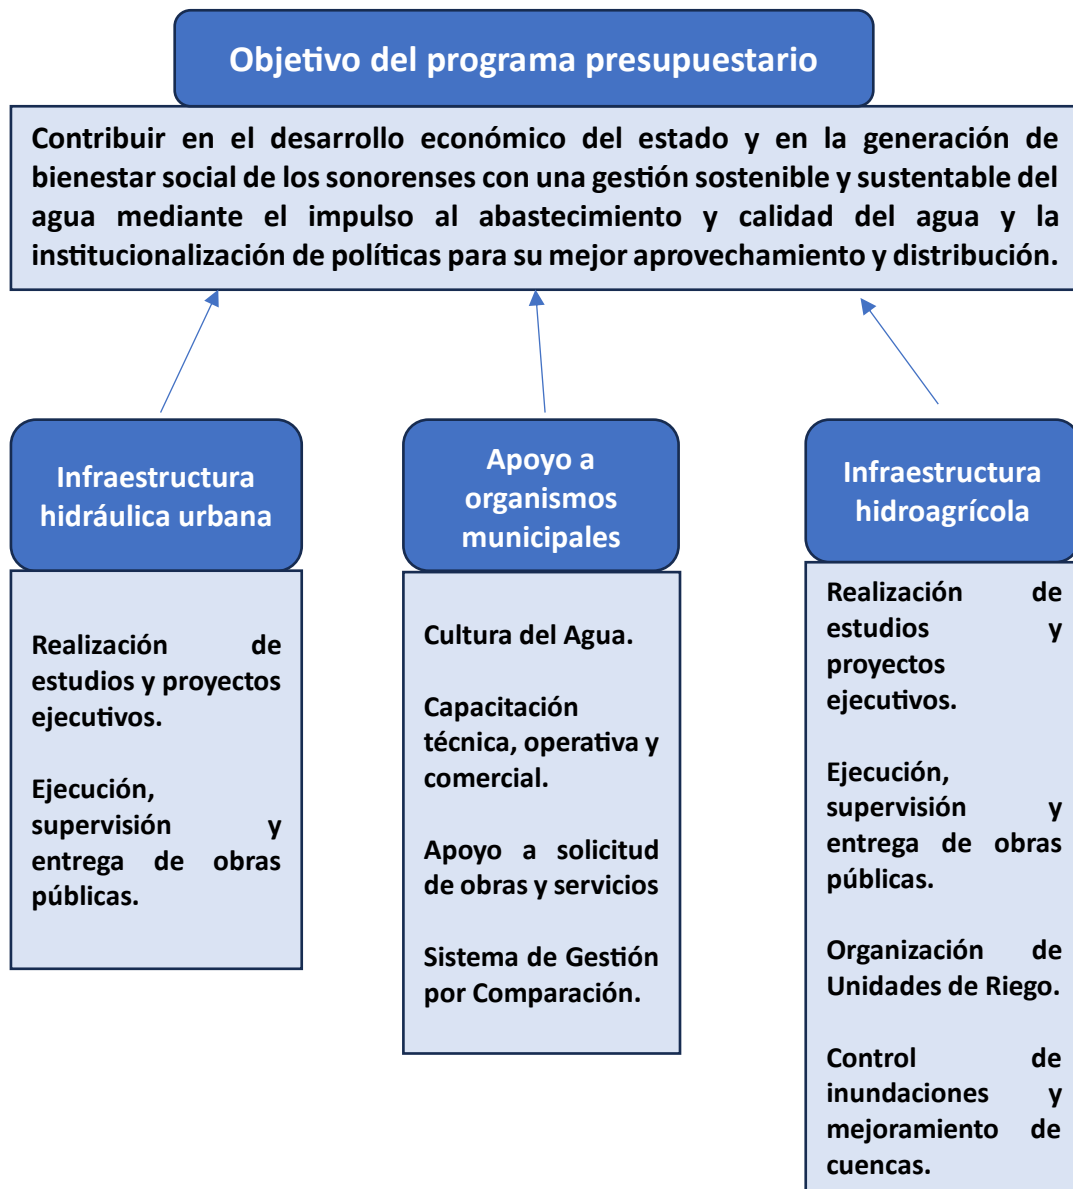 Objetivo del programa presupuestario
Contribuir en el desarrollo económico del estado y en la generación de
bienestar social de los sonorenses con una gestión sostenible y sustentable del
agua mediante el impulso al abastecimiento y calidad del agua y la
institucionalización de políticas para su mejor aprovechamiento y distribución.
Infraestructura
hidráulica urbana
Realización de
estudios y proyectos
ejecutivos.
Ejecución,
supervisión y
entrega de obras
públicas.
Apoyo a
organismos
municipales
Cultura del Agua.
Capacitación
técnica, operativa y
comercial.
Apoyo a solicitud
de obras y servicios
Sistema de Gestión
por Comparación.
Infraestructura
hidroagrícola
Realización de
estudios y
proyectos
ejecutivos.
Ejecución,
supervisión y
entrega de obras
públicas.
Organización de
Unidades de Riego.
Control de
inundaciones y
mejoramiento de
cuencas.